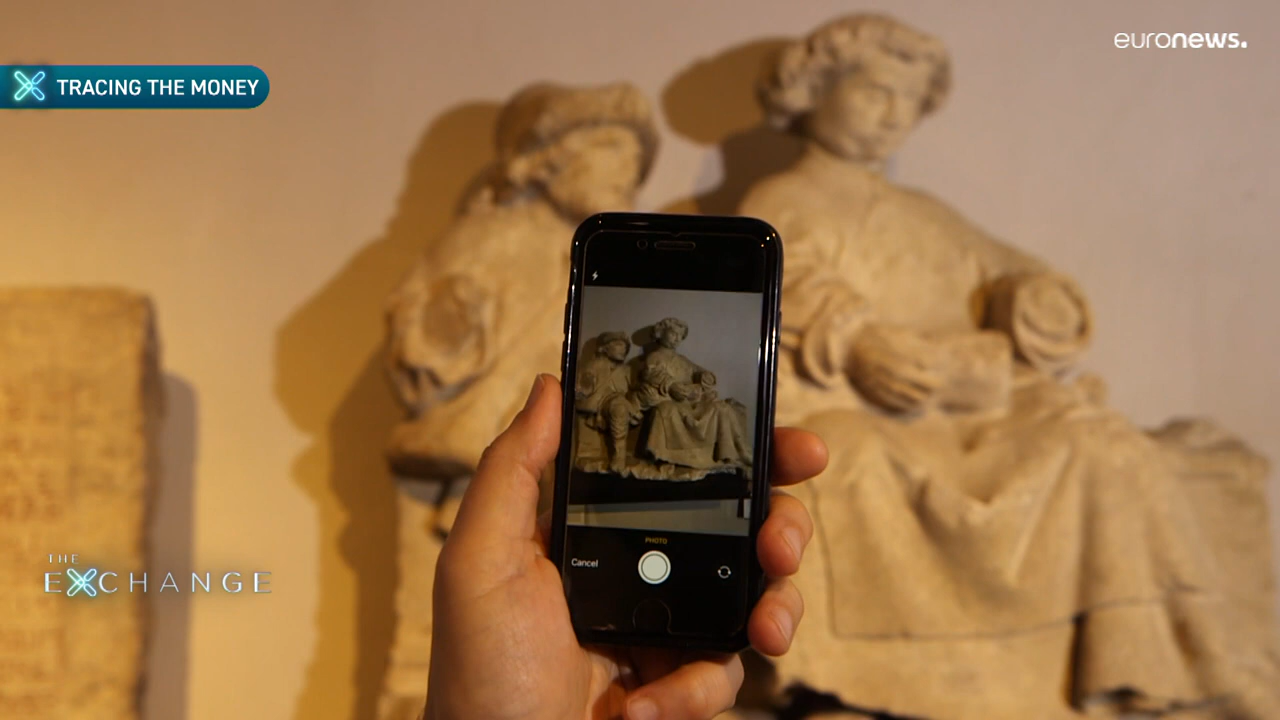 euronews.
TRACING THE MONEY
THE
EXCHANGE
PHOTO
Cancel